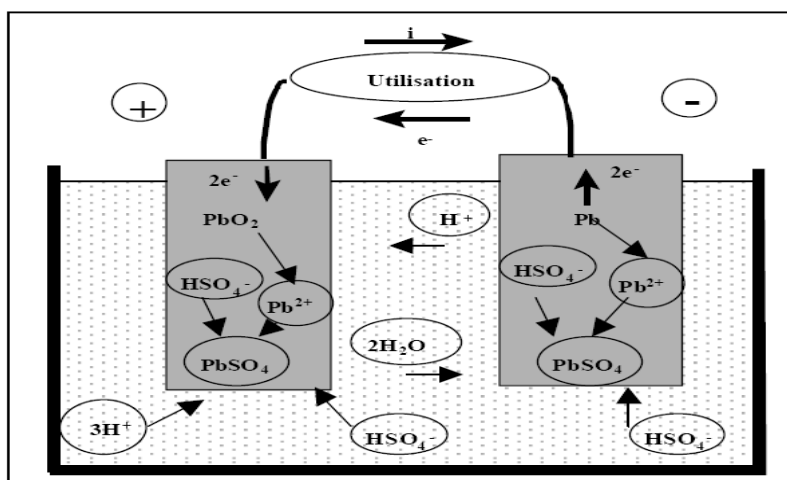 i
Utilisation
+
-
e-
2e-
2e-
PbO₂
H+
Pb
HSO₄-
HSO₄-
Pb²⁺
Pb²⁺
PbSO₄
2H₂O
PbSO₄
3H+
HSO₄-
HSO₄-